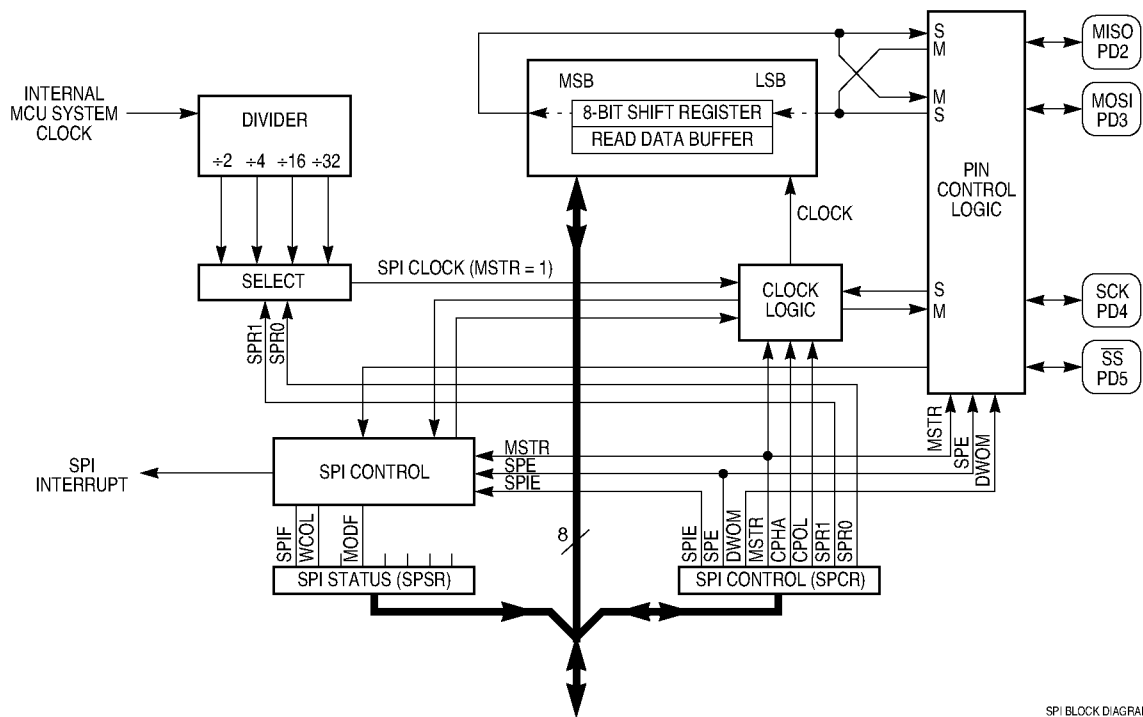 INTERNAL
MCU SYSTEM
CLOCK
DIVIDER
÷2 ÷4 ÷16 ÷32
SELECT
SPR1
SPR0
SPI CLOCK (MSTR = 1)
MSB
LSB
8-BIT SHIFT REGISTER
READ DATA BUFFER
CLOCK
CLOCK
LOGIC
S
M
M
S
S
M
PIN
CONTROL
LOGIC
MISO
PD2
MOSI
PD3
SCK
PD4
SS
PD5
MSTR
SPE
DWOM
SPI
INTERRUPT
SPI CONTROL
MSTR
SPE
SPIE
SPIF
WCOL
MODF
SPI STATUS (SPSR)
8
SPIE
SPE
DWOM
MSTR
CPHA
CPOL
SPR1
SPR0
SPI CONTROL (SPCR)
SPI BLOCK DIAGRA